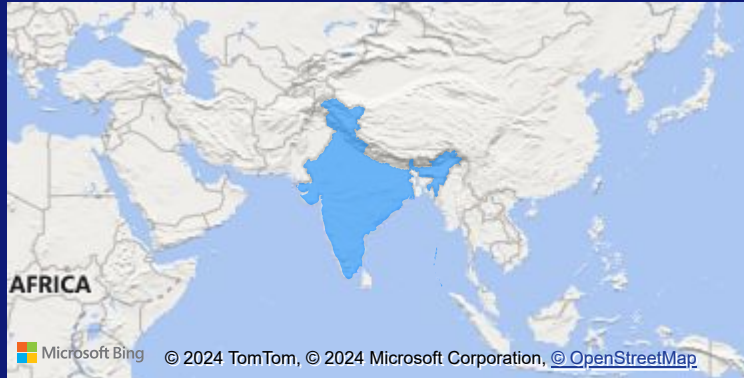 AFRICA
Microsoft Bing
© 2024 TomTom, © 2024 Microsoft Corporation, © OpenStreetMap